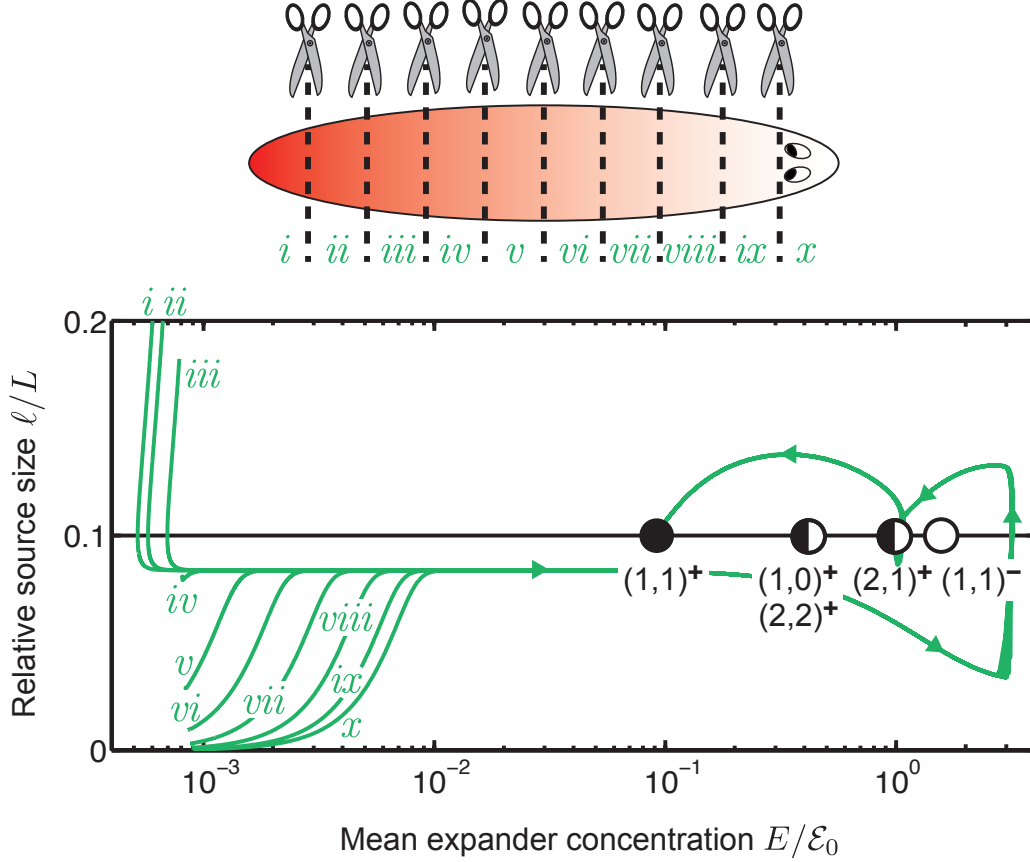 i ii iii iv v vi vii viii ix x
i ii
0.2
iii
Relative source size ℓ/L
0.1
(1,1)+ (1,0)+ (2,1)+ (1,1)−
(2,2)+
iv
viii
v
ix
vi vii
x
0
10−3 10−2 10−1 100
Mean expander concentration E/ℰ0